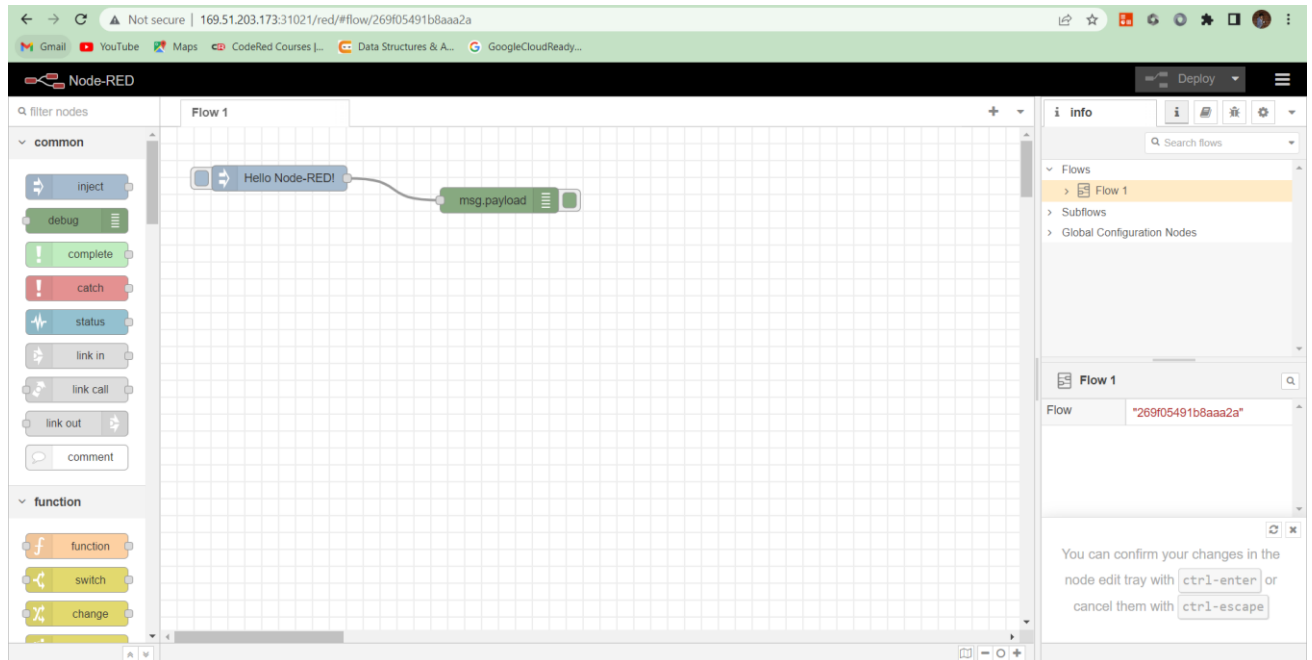 Not secure | 169.51.203.173:31021/red/#flow/269f05491b8aaa2a
Gmail YouTube Maps CodeRed Courses |... Data Structures & A... GoogleCloudReady...
Node-RED Deploy
filter nodes
common
inject
debug
complete
catch
status
link in
link call
link out
comment
function
function
switch
change
Flow 1
Hello Node-RED!
msg.payload
i info
Search flows
Flows
Flow 1
Subflows
Global Configuration Nodes
Flow 1
Flow "269f05491b8aaa2a"
You can confirm your changes in the
node edit tray with ctrl-enter or
cancel them with ctrl-escape